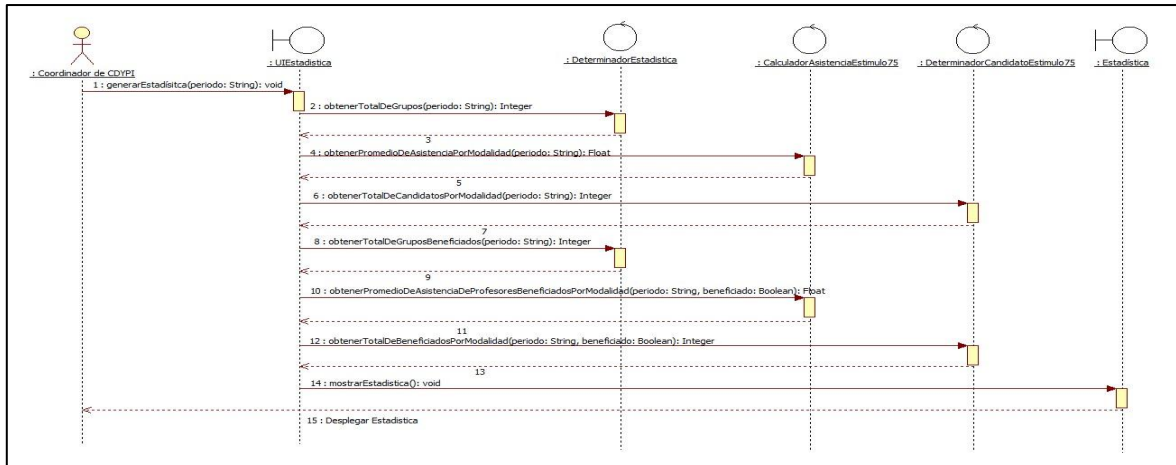 : Coordinador de CDYPI
: UIEstadistica
: DeterminadorEstadistica
: CalculadorAsistenciaEstimulo75
: DeterminadorCandidatoEstimulo75
: Estadística
1 : generarEstadísitca(periodo: String): void
2 : obtenerTotalDeGrupos(periodo: String): Integer
3
4 : obtenerPromedioDeAsistenciaPorModalidad(periodo: String): Float
5
6 : obtenerTotalDeCandidatosPorModalidad(periodo: String): Integer
7
8 : obtenerTotalDeGruposBeneficiados(periodo: String): Integer
9
10 : obtenerPromedioDeAsistenciaDeProfesoresBeneficiadosPorModalidad(periodo: String, beneficiado: Boolean): Float
11
12 : obtenerTotalDeBeneficiadosPorModalidad(periodo: String, beneficiado: Boolean): Integer
13
14 : mostrarEstadistica(): void
15 : Desplegar Estadistica